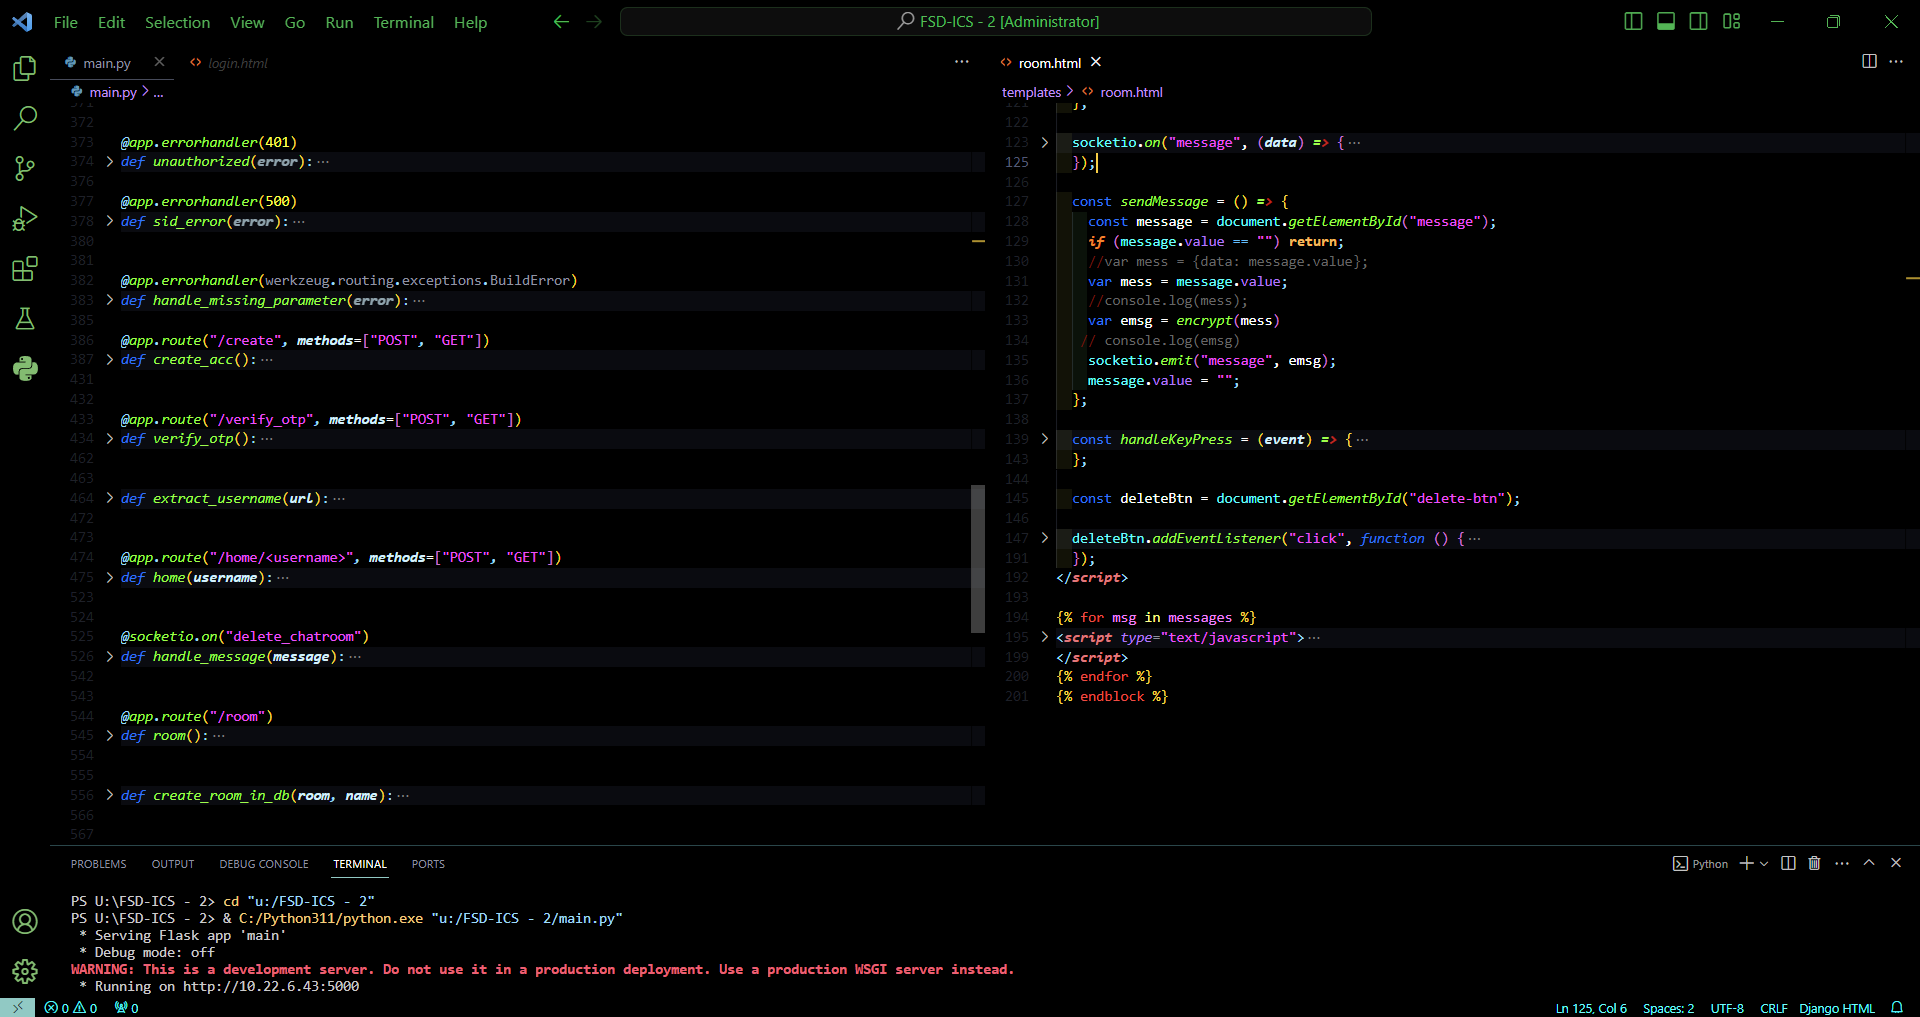 File Edit Selection View Go Run Terminal Help
FSD-ICS - 2 [Administrator]
main.py
login.html
main.py > ...
371
372
373 @app.errorhandler(401)
374 def unauthorized(error): ...
376
377 @app.errorhandler(500)
378 def sid_error(error): ...
380
381
382 @app.errorhandler(werkzeug.routing.exceptions.BuildError)
383 def handle_missing_parameter(error): ...
385
386 @app.route("/create", methods=["POST", "GET"])
387 def create_acc(): ...
431
432
433 @app.route("/verify_otp", methods=["POST", "GET"])
434 def verify_otp(): ...
462
463
464 def extract_username(url): ...
472
473
474 @app.route("/home/<username>", methods=["POST", "GET"])
475 def home(username): ...
523
524
525 @socketio.on("delete_chatroom")
526 def handle_message(message): ...
542
543
544 @app.route("/room")
545 def room(): ...
554
555
556 def create_room_in_db(room, name): ...
566
567
room.html
templates > room.html
121 };
122
123 socketio.on("message", (data) => { ...
125 });
126
127 const sendMessage = () => {
128 const message = document.getElementById("message");
129 if (message.value == "") return;
130 //var mess = {data: message.value};
131 var mess = message.value;
132 //console.log(mess);
133 var emsg = encrypt(mess)
134 // console.log(emsg)
135 socketio.emit("message", emsg);
136 message.value = "";
137 };
138
139 const handleKeyPress = (event) => { ...
143 };
144
145 const deleteBtn = document.getElementById("delete-btn");
146
147 deleteBtn.addEventListener("click", function () { ...
191 });
192 </script>
193
194 {% for msg in messages %}
195 <script type="text/javascript"> ...
199 </script>
200 {% endfor %}
201 {% endblock %}
PROBLEMS OUTPUT DEBUG CONSOLE TERMINAL PORTS
Python
PS U:\FSD-ICS - 2> cd "u:/FSD-ICS - 2"
PS U:\FSD-ICS - 2> & C:/Python311/python.exe "u:/FSD-ICS - 2/main.py"
* Serving Flask app 'main'
* Debug mode: off
WARNING: This is a development server. Do not use it in a production deployment. Use a production WSGI server instead.
* Running on http://10.22.6.43:5000
0 0 0
Ln 125, Col 6 Spaces: 2 UTF-8 CRLF Django HTML